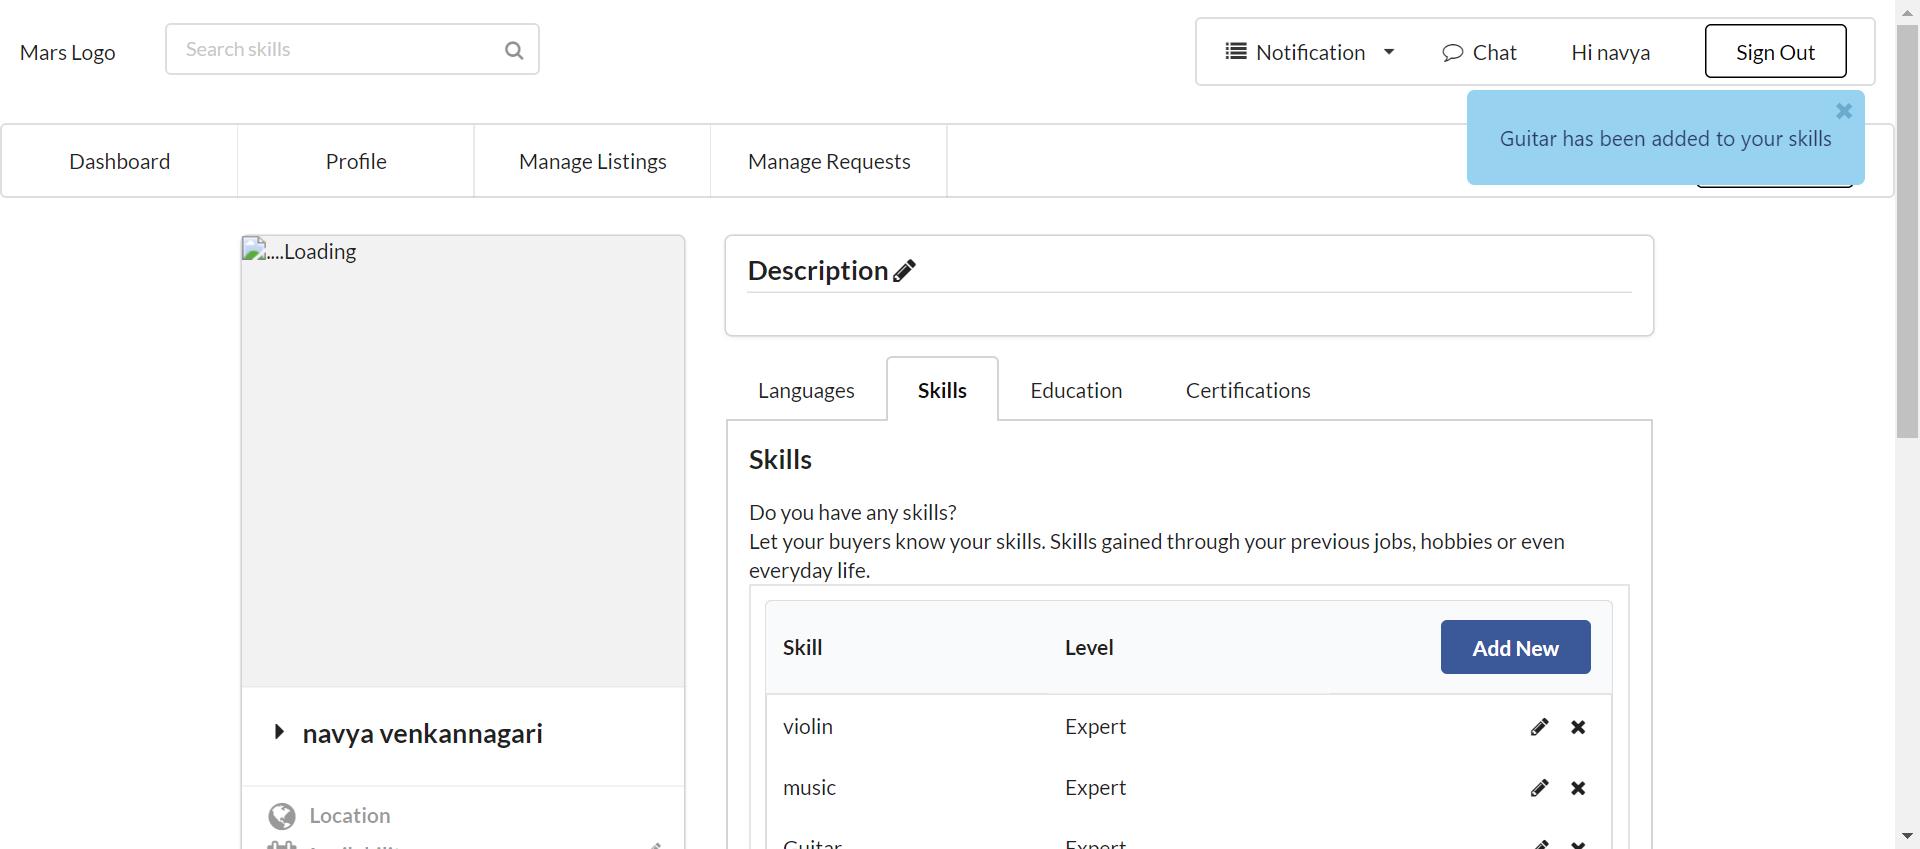 Mars Logo
Search skills
Notification
Chat
Hi navya
Sign Out
Guitar has been added to your skills
Dashboard
Profile
Manage Listings
Manage Requests
....Loading
Description
Languages
Skills
Education
Certifications
Skills
Do you have any skills?
Let your buyers know your skills. Skills gained through your previous jobs, hobbies or even
everyday life.
Skill Level Add New
violin Expert
music Expert
Guitar Expert
navya venkannagari
Location